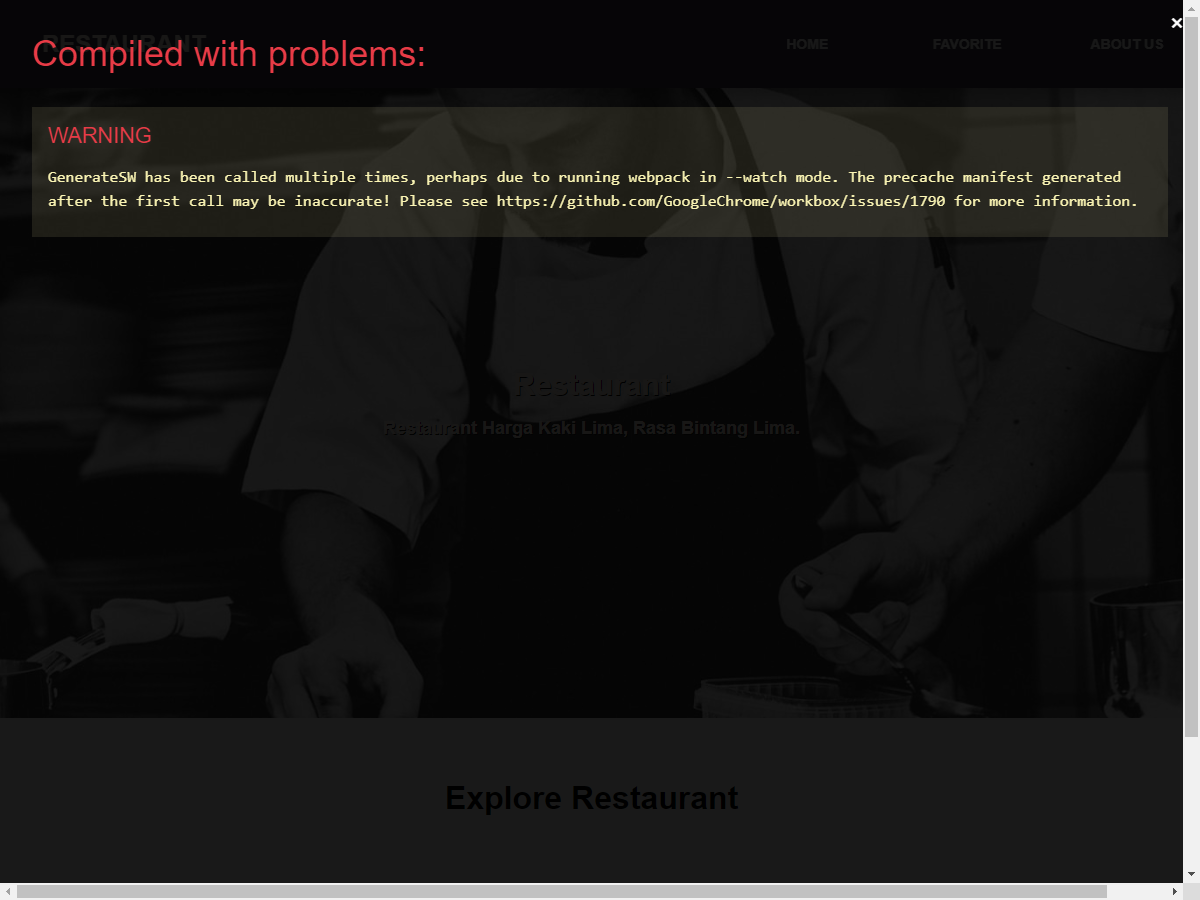 RESTAURANT
HOME FAVORITE ABOUT US
Compiled with problems:
×
WARNING
GenerateSW has been called multiple times, perhaps due to running webpack in --watch mode. The precache manifest generated
after the first call may be inaccurate! Please see https://github.com/GoogleChrome/workbox/issues/1790 for more information.
Restaurant
Restaurant Harga Kaki Lima, Rasa Bintang Lima.
Explore Restaurant